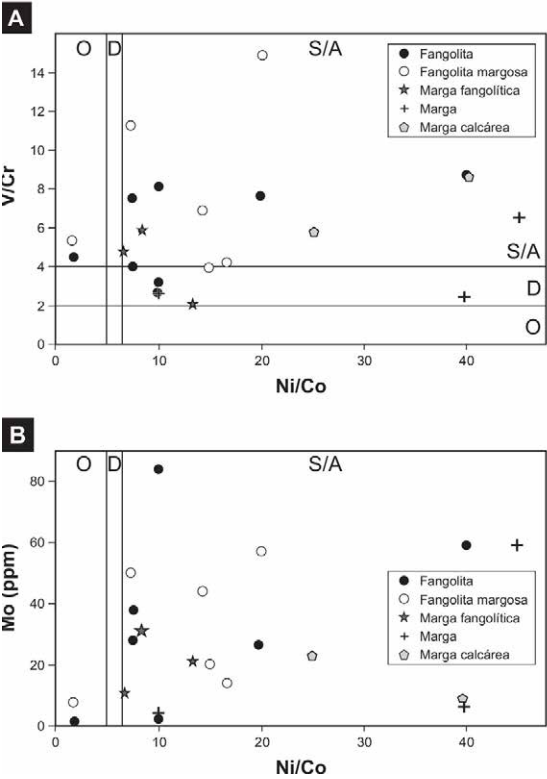 A
O D S/A
Fangolita
Fangolita margosa
Marga fangolítica
Marga
Marga calcárea
14
12
10
8
6
4
2
0
V/Cr
S/A
D
O
0 10 20 30 40
Ni/Co
B
O D S/A
80
60
40
20
0
Mo (ppm)
Fangolita
Fangolita margosa
Marga fangolítica
Marga
Marga calcárea
0 10 20 30 40
Ni/Co